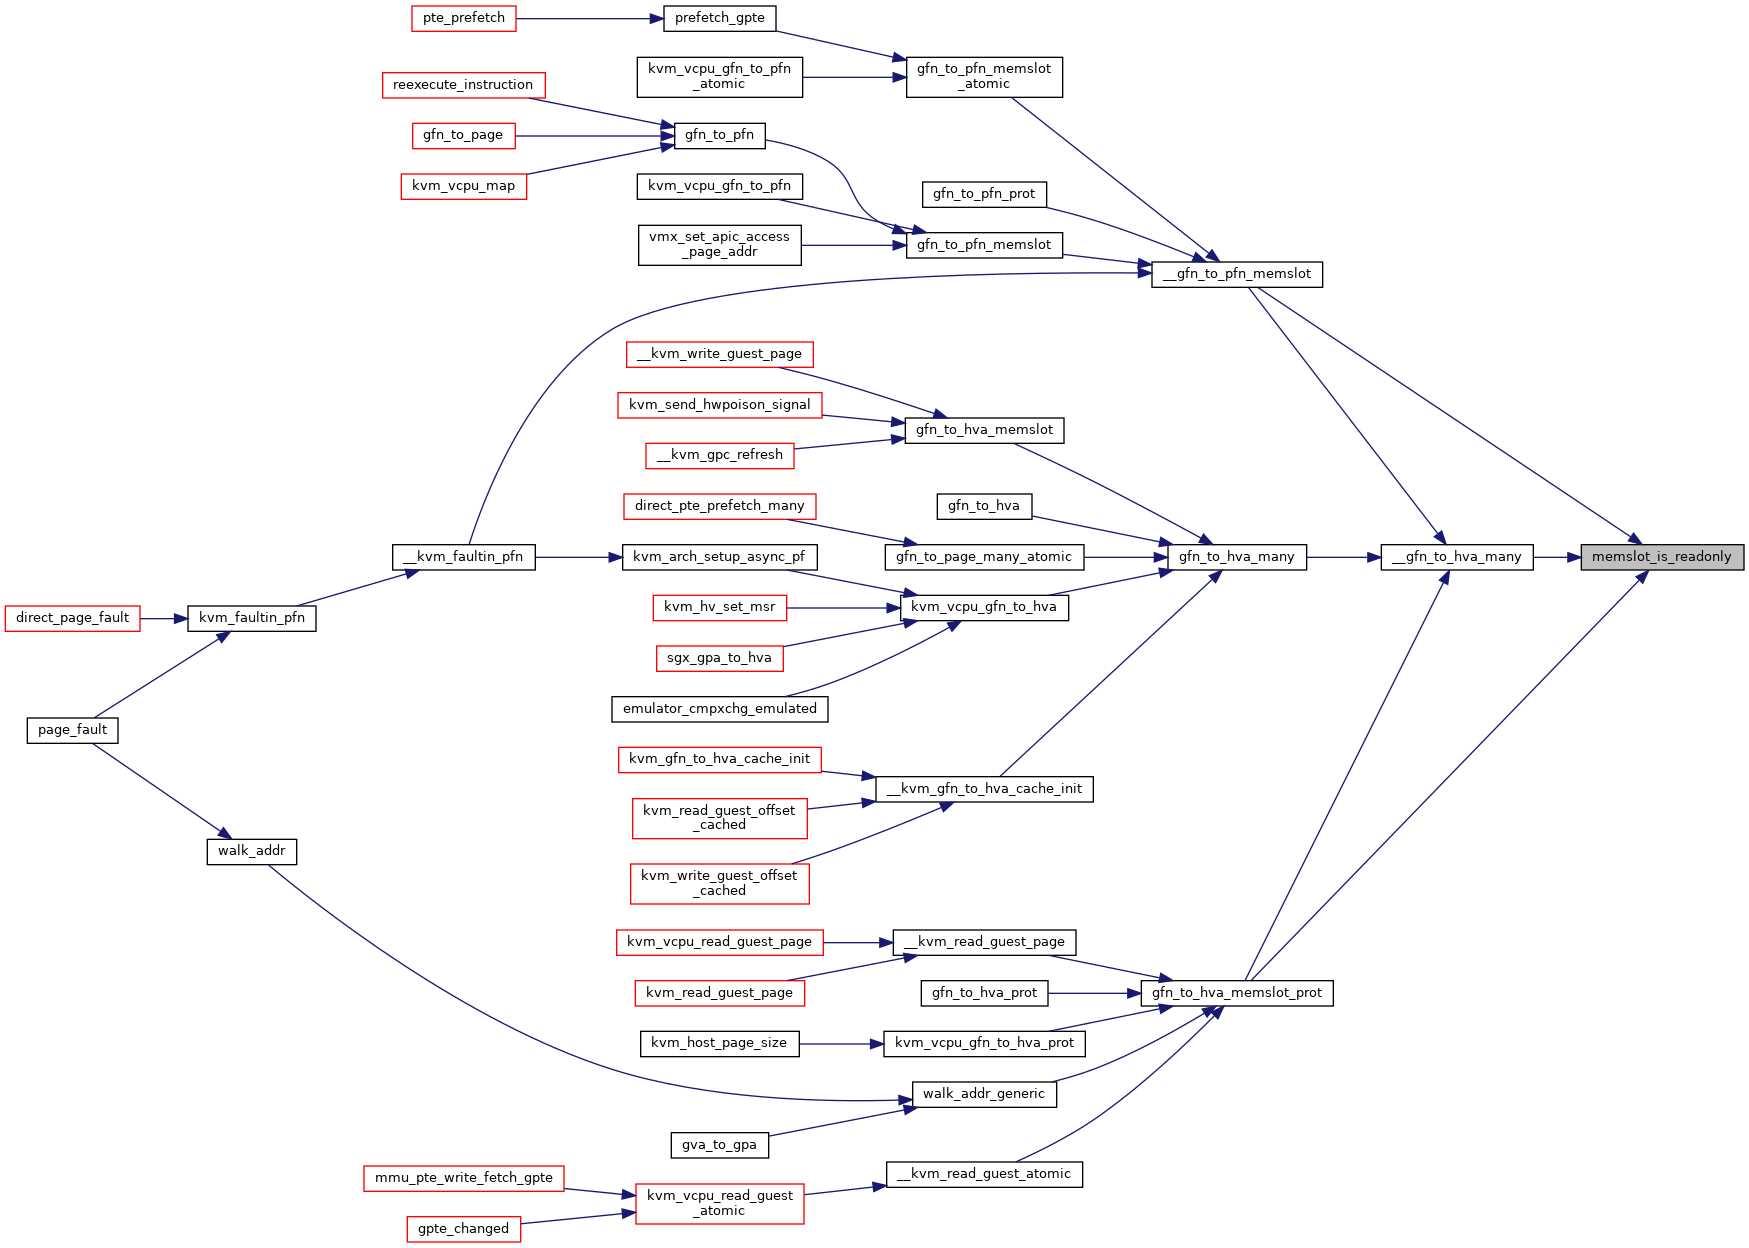 pte_prefetch
prefetch_gpte
kvm_vcpu_gfn_to_pfn
_atomic
gfn_to_pfn_memslot
_atomic
reexecute_instruction
gfn_to_page
gfn_to_pfn
kvm_vcpu_map
kvm_vcpu_gfn_to_pfn
gfn_to_pfn_prot
vmx_set_apic_access
_page_addr
gfn_to_pfn_memslot
__gfn_to_pfn_memslot
__kvm_write_guest_page
kvm_send_hwpoison_signal
gfn_to_hva_memslot
__kvm_gpc_refresh
direct_pte_prefetch_many
gfn_to_hva
__kvm_faultin_pfn
kvm_arch_setup_async_pf
gfn_to_page_many_atomic
gfn_to_hva_many
__gfn_to_hva_many
memslot_is_readonly
direct_page_fault
kvm_faultin_pfn
kvm_hv_set_msr
kvm_vcpu_gfn_to_hva
sgx_gpa_to_hva
emulator_cmpxchg_emulated
page_fault
kvm_gfn_to_hva_cache_init
__kvm_gfn_to_hva_cache_init
kvm_read_guest_offset
_cached
walk_addr
kvm_write_guest_offset
_cached
kvm_vcpu_read_guest_page
__kvm_read_guest_page
kvm_read_guest_page
gfn_to_hva_prot
gfn_to_hva_memslot_prot
kvm_host_page_size
kvm_vcpu_gfn_to_hva_prot
walk_addr_generic
gva_to_gpa
mmu_pte_write_fetch_gpte
__kvm_read_guest_atomic
kvm_vcpu_read_guest
_atomic
gpte_changed